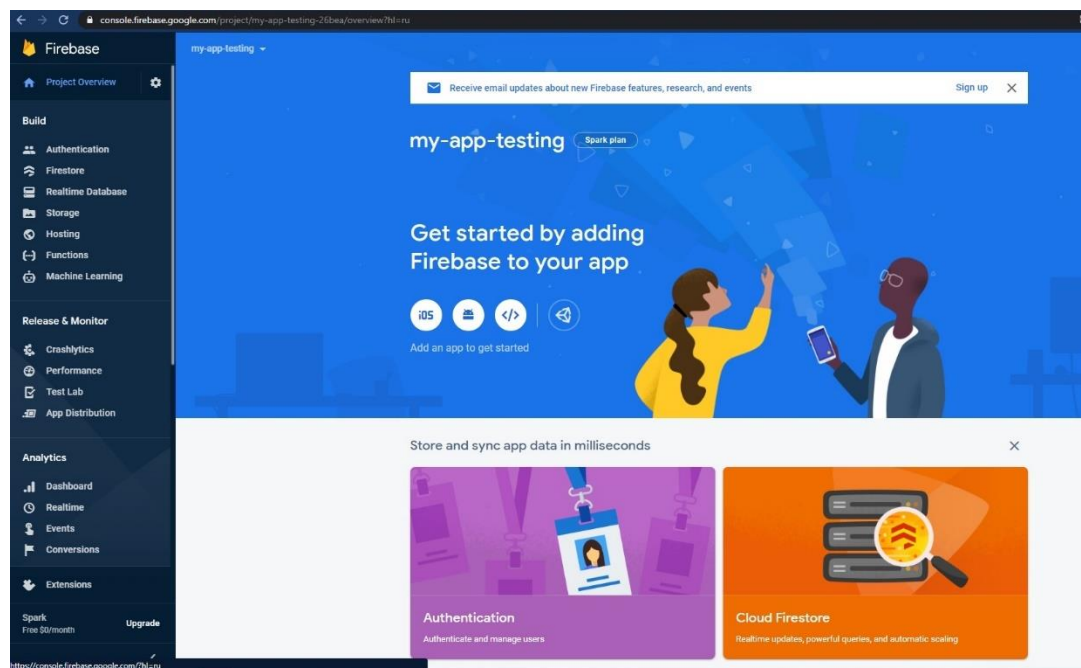 console.firebase.google.com/project/my-app-testing-26bea/overview?hl=ru
Firebase
Project Overview
Build
Authentication
Firestore
Realtime Database
Storage
Hosting
Functions
Machine Learning
Release & Monitor
Crashlytics
Performance
Test Lab
App Distribution
Analytics
Dashboard
Realtime
Events
Conversions
Extensions
Spark
Free $0/month
Upgrade
https://console.firebase.google.com/?hl=ru
my-app-testing
Receive email updates about new Firebase features, research, and events
Sign up
my-app-testing
Spark plan
Get started by adding
Firebase to your app
iOS
Add an app to get started
Store and sync app data in milliseconds
Authentication
Authenticate and manage users
Cloud Firestore
Realtime updates, powerful queries, and automatic scaling